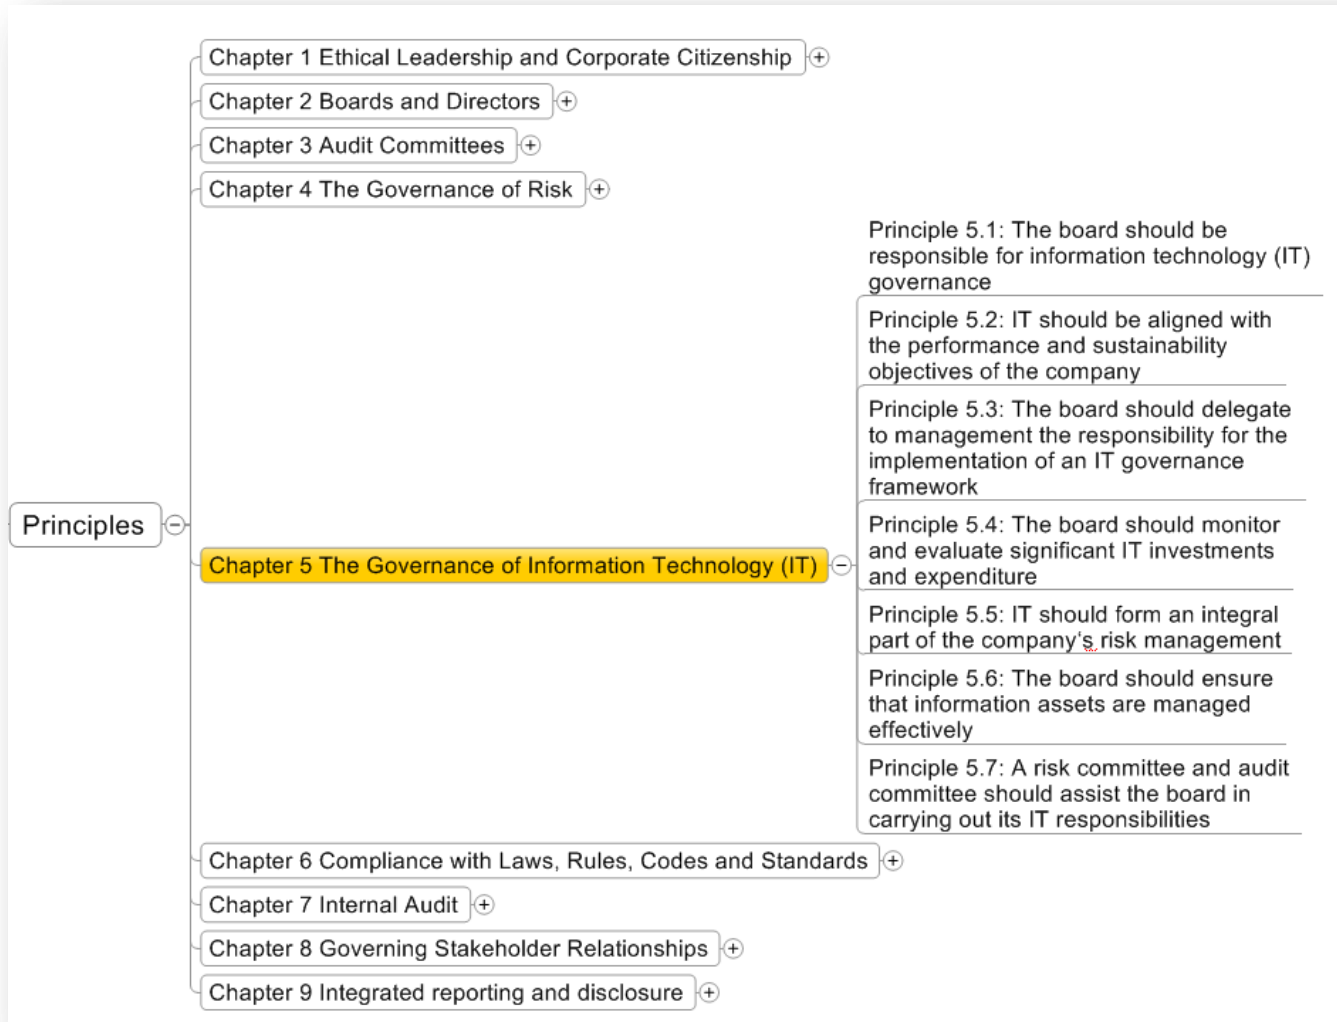 Chapter 1 Ethical Leadership and Corporate Citizenship
Chapter 2 Boards and Directors
Chapter 3 Audit Committees
Chapter 4 The Governance of Risk
Principles
Chapter 5 The Governance of Information Technology (IT)
Principle 5.1: The board should be
responsible for information technology (IT)
governance
Principle 5.2: IT should be aligned with
the performance and sustainability
objectives of the company
Principle 5.3: The board should delegate
to management the responsibility for the
implementation of an IT governance
framework
Principle 5.4: The board should monitor
and evaluate significant IT investments
and expenditure
Principle 5.5: IT should form an integral
part of the company's risk management
Principle 5.6: The board should ensure
that information assets are managed
effectively
Principle 5.7: A risk committee and audit
committee should assist the board in
carrying out its IT responsibilities
Chapter 6 Compliance with Laws, Rules, Codes and Standards
Chapter 7 Internal Audit
Chapter 8 Governing Stakeholder Relationships
Chapter 9 Integrated reporting and disclosure